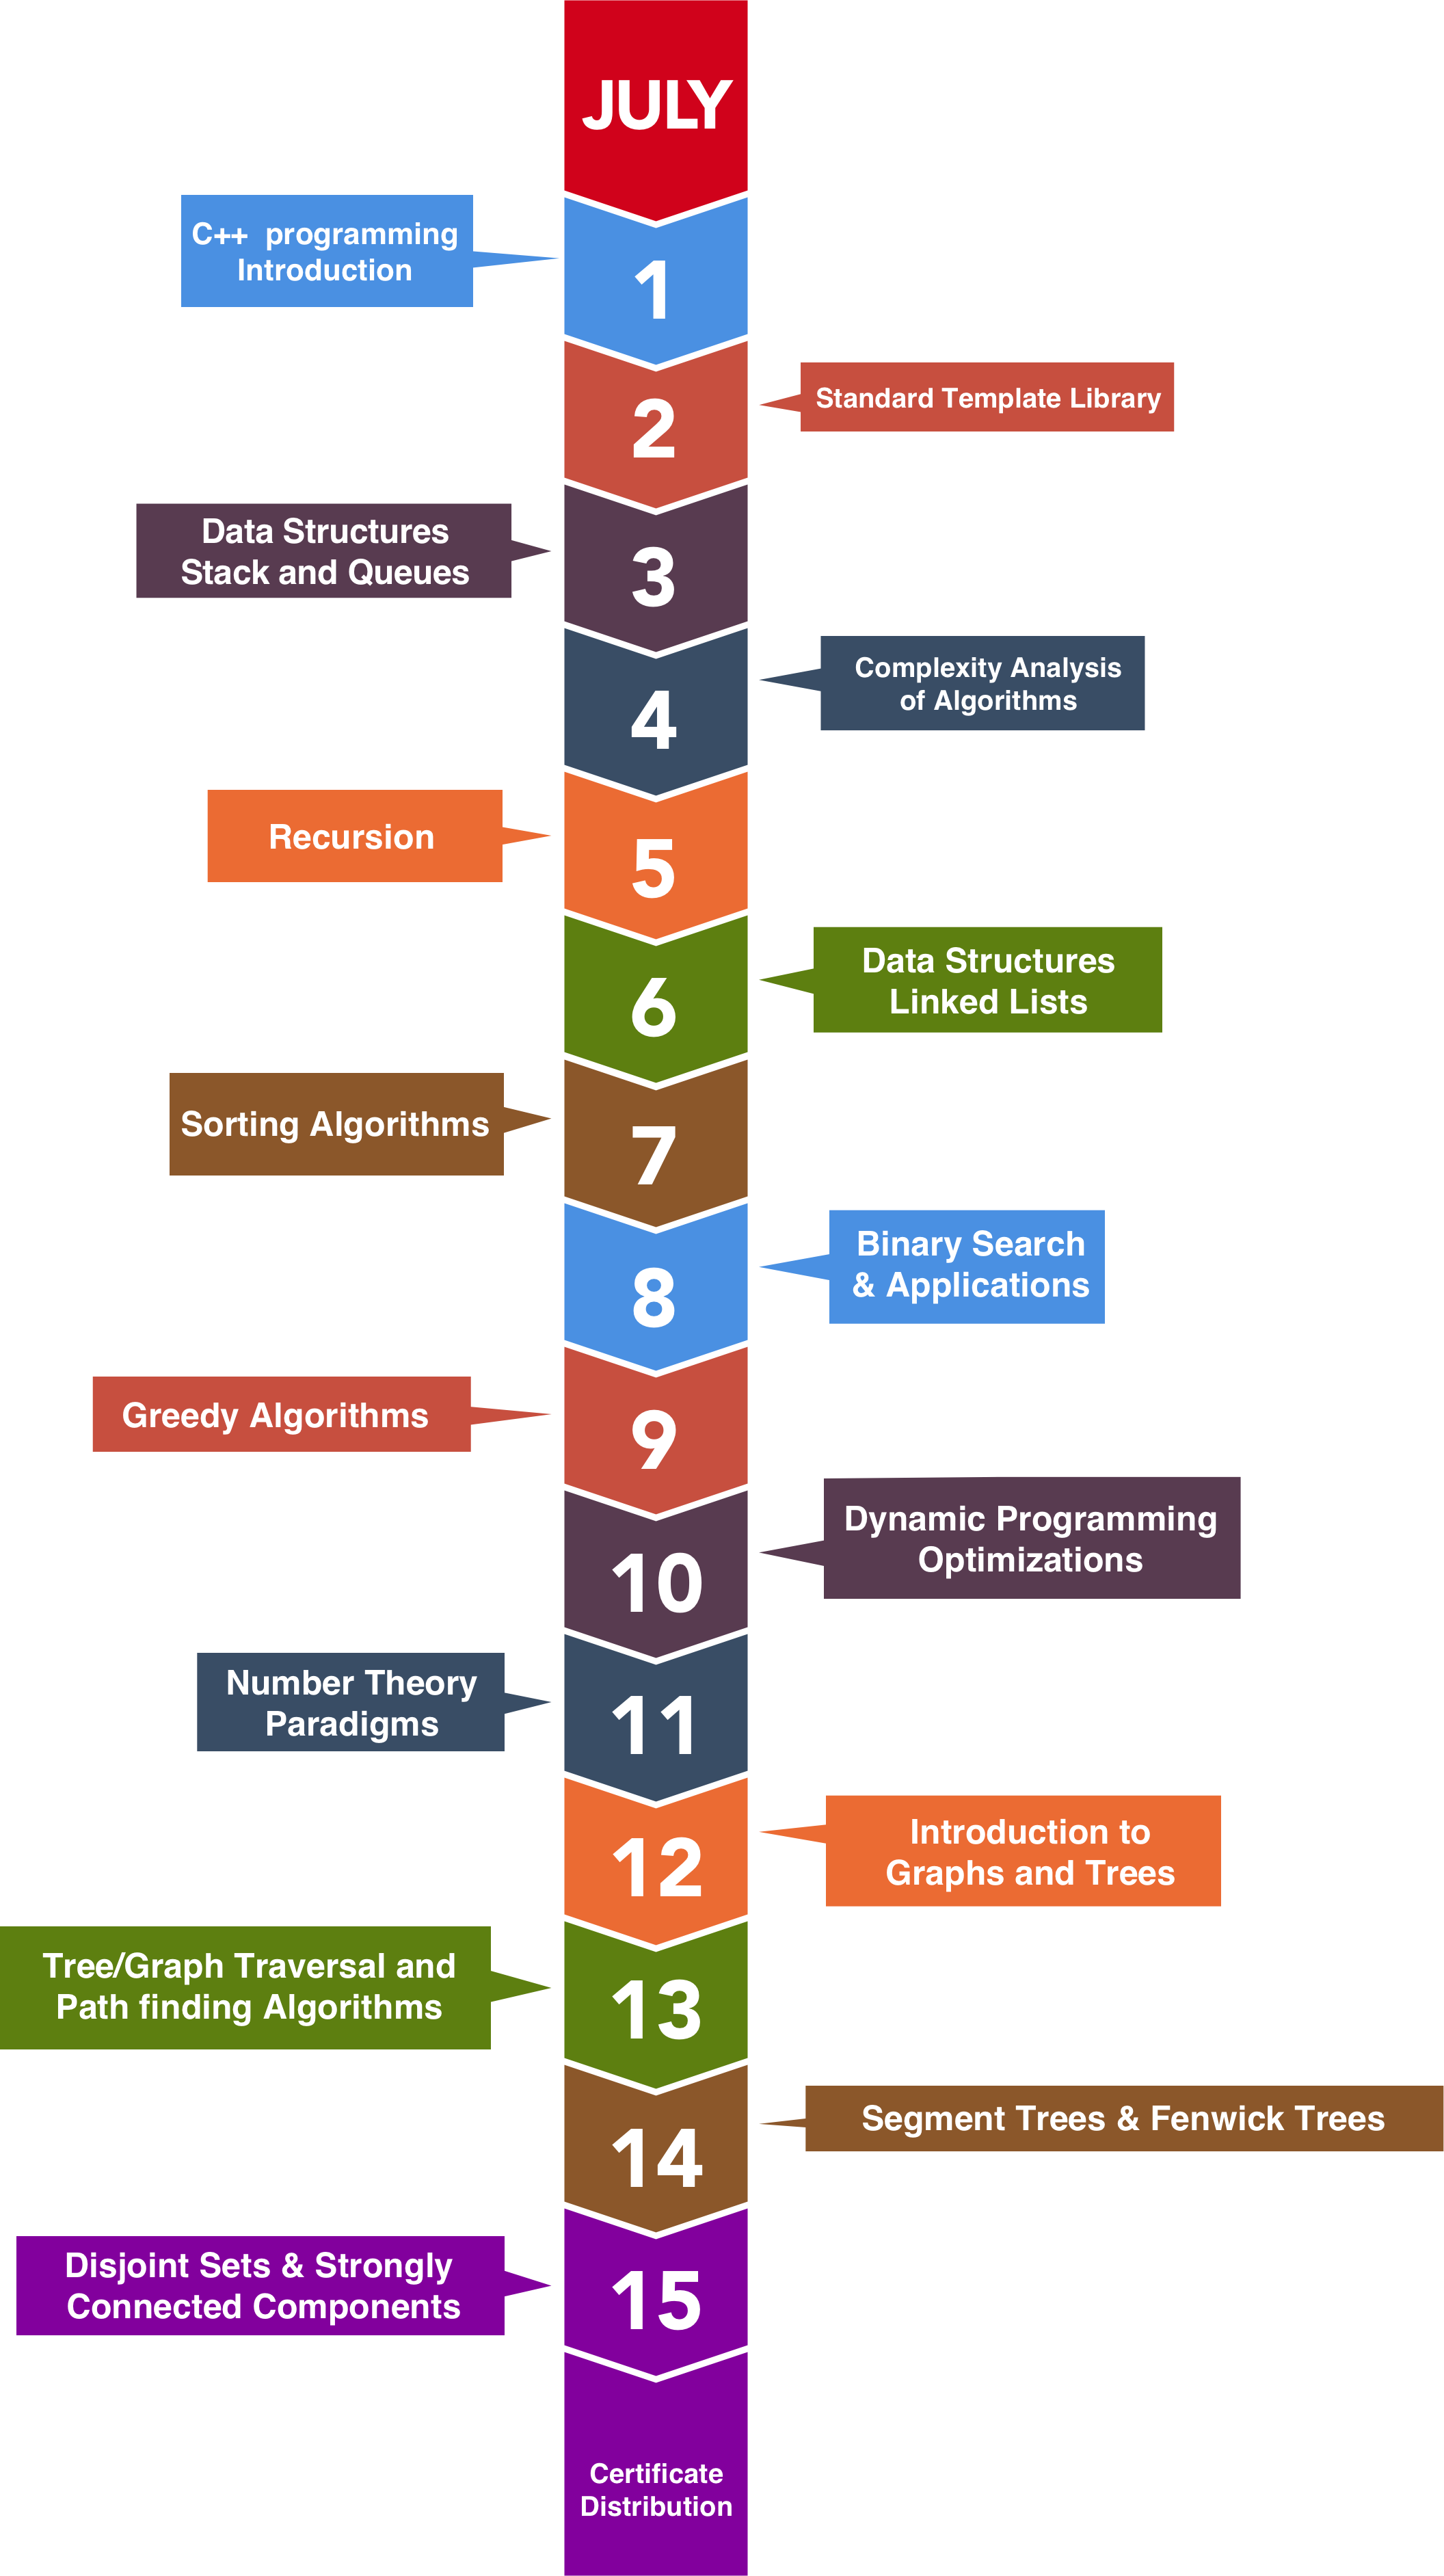 JULY
C++ programming
Introduction
1
2
Standard Template Library
Data Structures
Stack and Queues
3
4
Complexity Analysis
of Algorithms
Recursion
5
6
Data Structures
Linked Lists
Sorting Algorithms
7
8
Binary Search
& Applications
Greedy Algorithms
9
10
Dynamic Programming
Optimizations
Number Theory
Paradigms
11
12
Introduction to
Graphs and Trees
Tree/Graph Traversal and
Path finding Algorithms
13
14
Segment Trees & Fenwick Trees
Disjoint Sets & Strongly
Connected Components
15
Certificate
Distribution